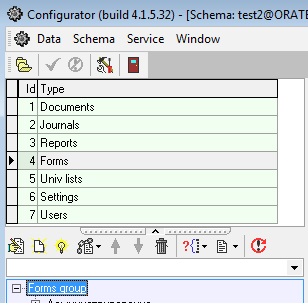 Configurator (build 4.1.5.32) - [Schema: test2@ORATE
Data Schema Service Window
Id Type
1 Documents
2 Journals
3 Reports
4 Forms
5 Univ lists
6 Settings
7 Users
Forms group